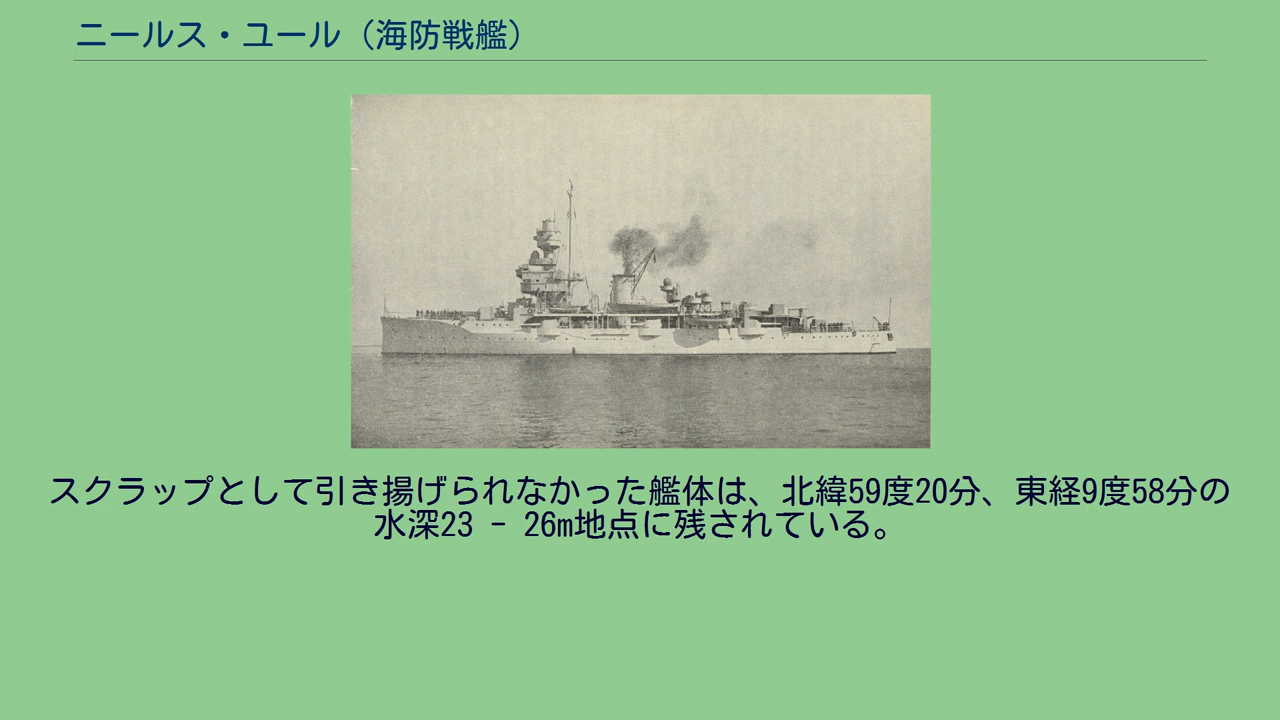 ニールス・ユール（海防戦艦）
スクラップとして引き揚げられなかった艦体は、北緯59度20分、東経9度58分の
水深23 - 26m地点に残されている。